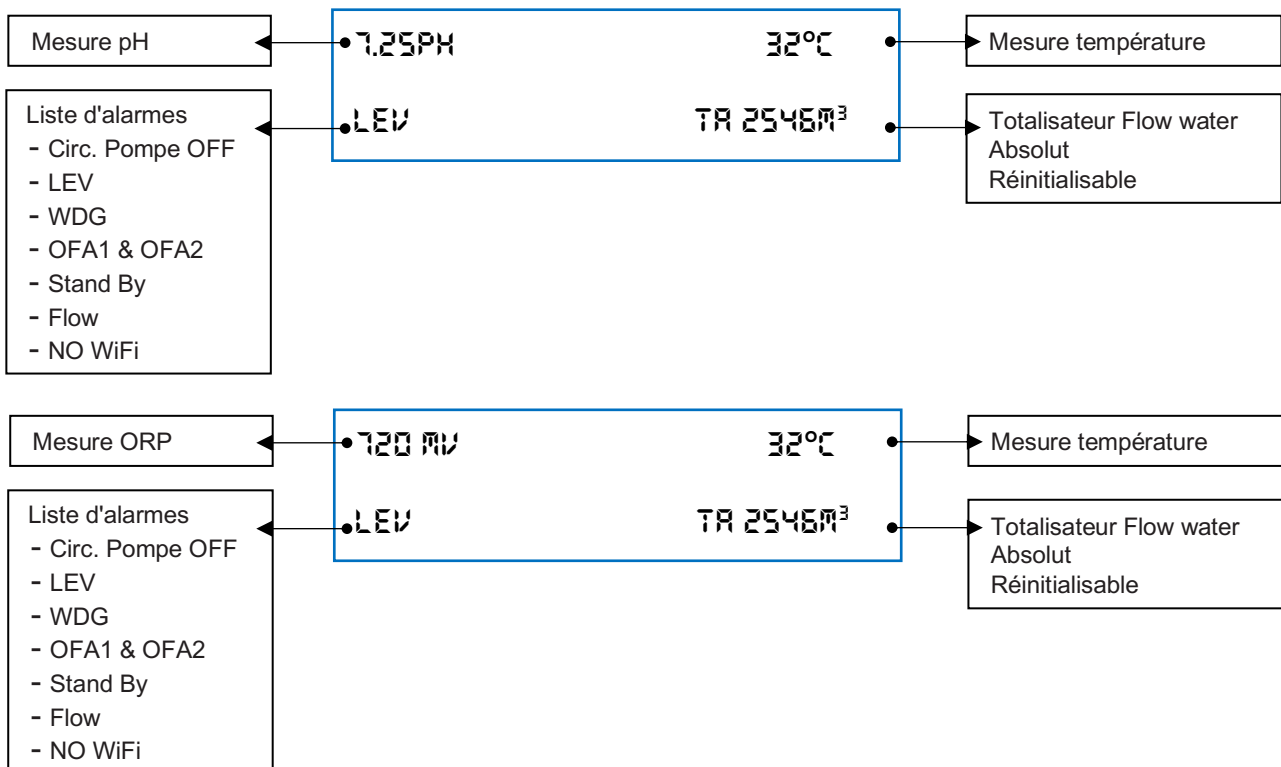 Mesure pH
7.25PH 32°C
Mesure température
Liste d'alarmes
- Circ. Pompe OFF
- LEV
- WDG
- OFA1 & OFA2
- Stand By
- Flow
- NO WiFi
LEV TA 2546M³
Totalisateur Flow water
Absolut
Réinitialisable
Mesure ORP
720 MV 32°C
Mesure température
Liste d'alarmes
- Circ. Pompe OFF
- LEV
- WDG
- OFA1 & OFA2
- Stand By
- Flow
- NO WiFi
LEV TA 2546M³
Totalisateur Flow water
Absolut
Réinitialisable